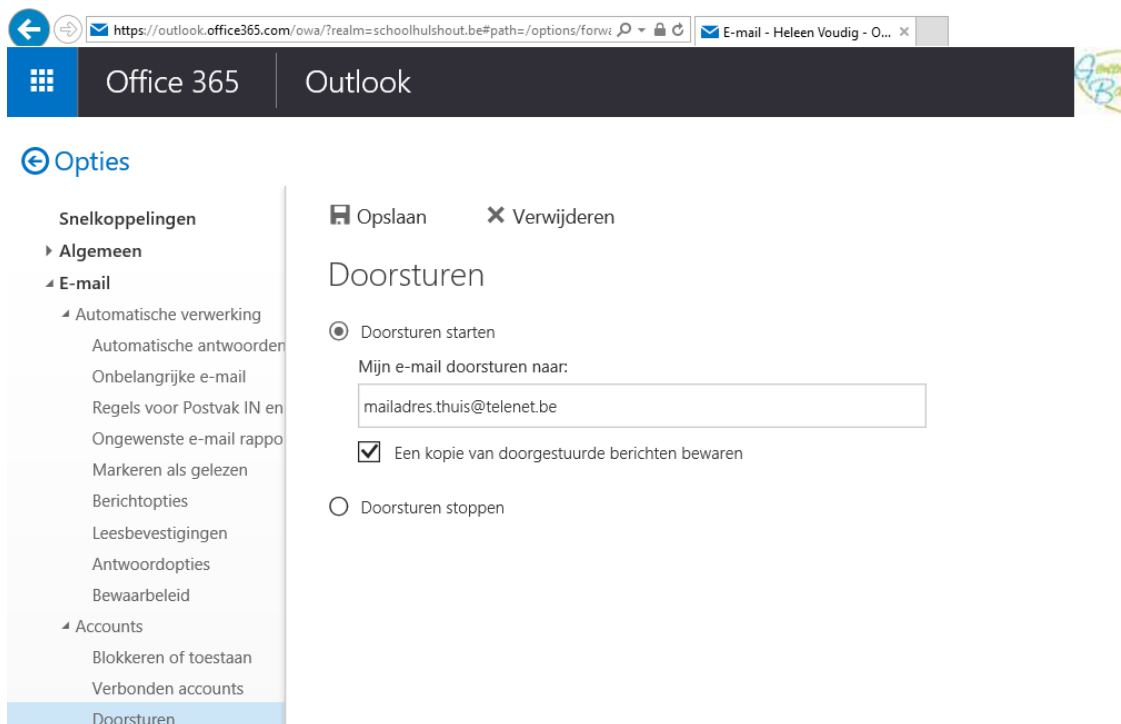 https://outlook.office365.com/owa/?realm=schoolhulshout.be#path=/options/forwa
E-mail - Heleen Voudig - O...
Office 365
Outlook
Opties
Snelkoppelingen
Algemeen
E-mail
Automatische verwerking
Automatische antwoorden
Onbelangrijke e-mail
Regels voor Postvak IN en
Ongewenste e-mail rappo
Markeren als gelezen
Berichtopties
Leesbevestigingen
Antwoordopties
Bewaarbeleid
Accounts
Blokkeren of toestaan
Verbonden accounts
Doorsturen
Opslaan
Verwijderen
Doorsturen
Doorsturen starten
Mijn e-mail doorsturen naar:
mailadres.thuis@telenet.be
Een kopie van doorgestuurde berichten bewaren
Doorsturen stoppen